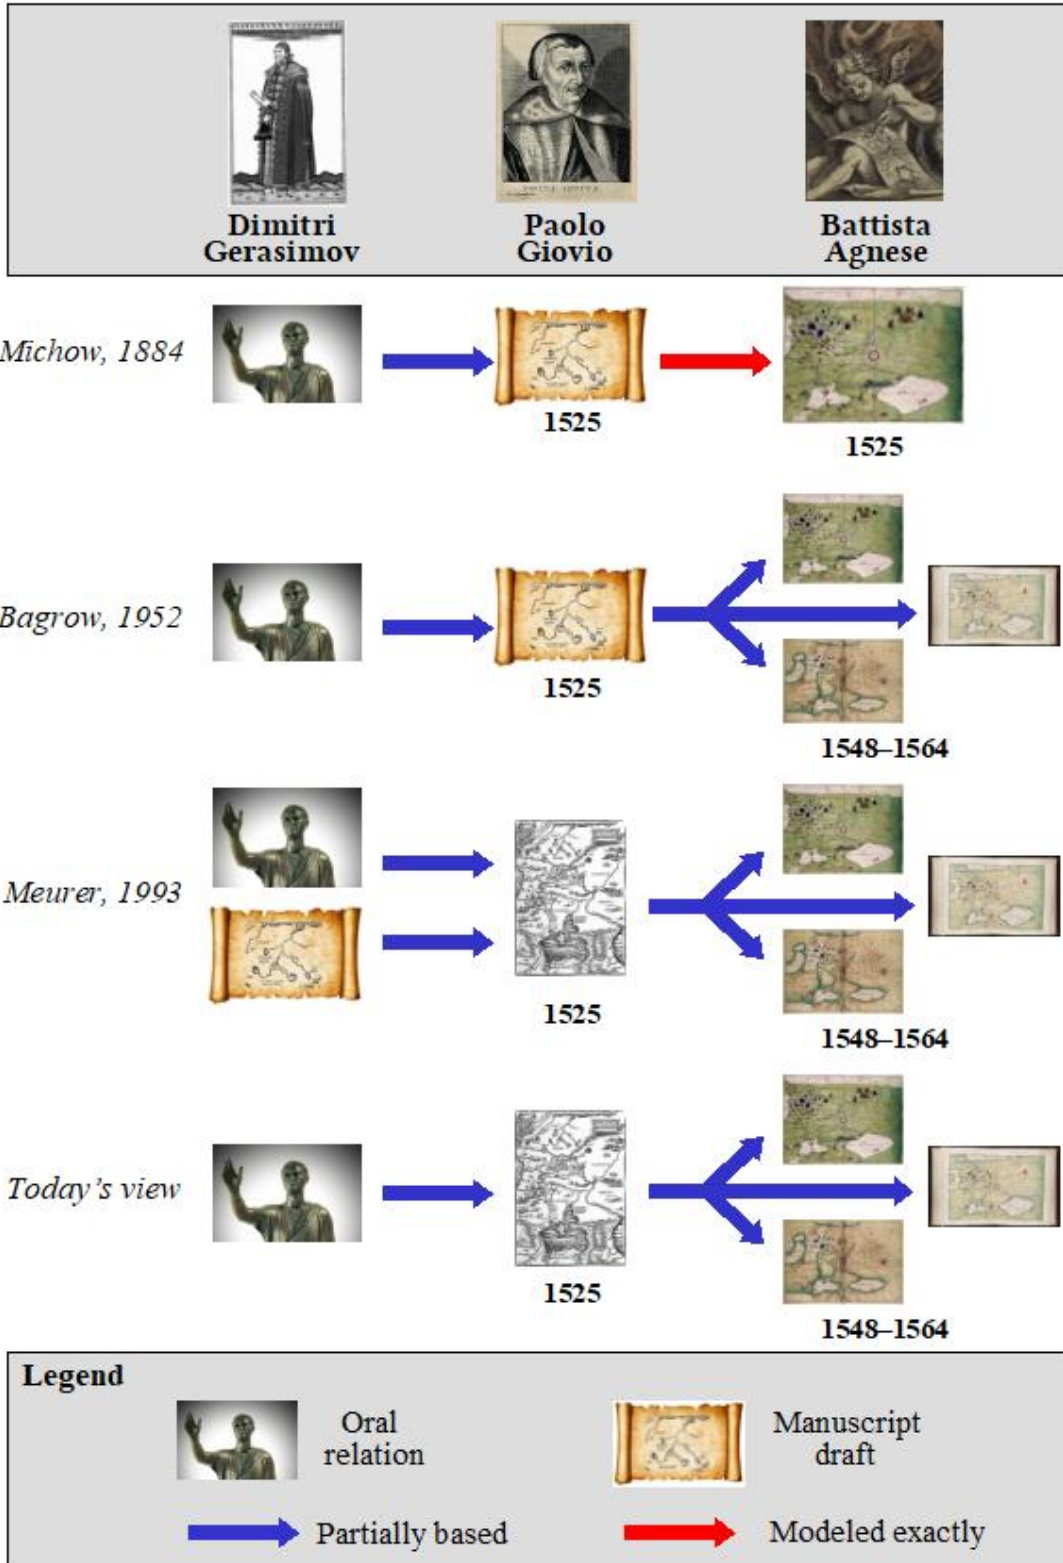 Dimitri
Gerasimov
Paolo
Giovio
Battista
Agnese
Michow, 1884
1525
1525
Bagrow, 1952
1525
1548–1564
Meurer, 1993
1525
1548–1564
Today's view
1525
1548–1564
Legend
Oral
relation
Manuscript
draft
Partially based
Modeled exactly